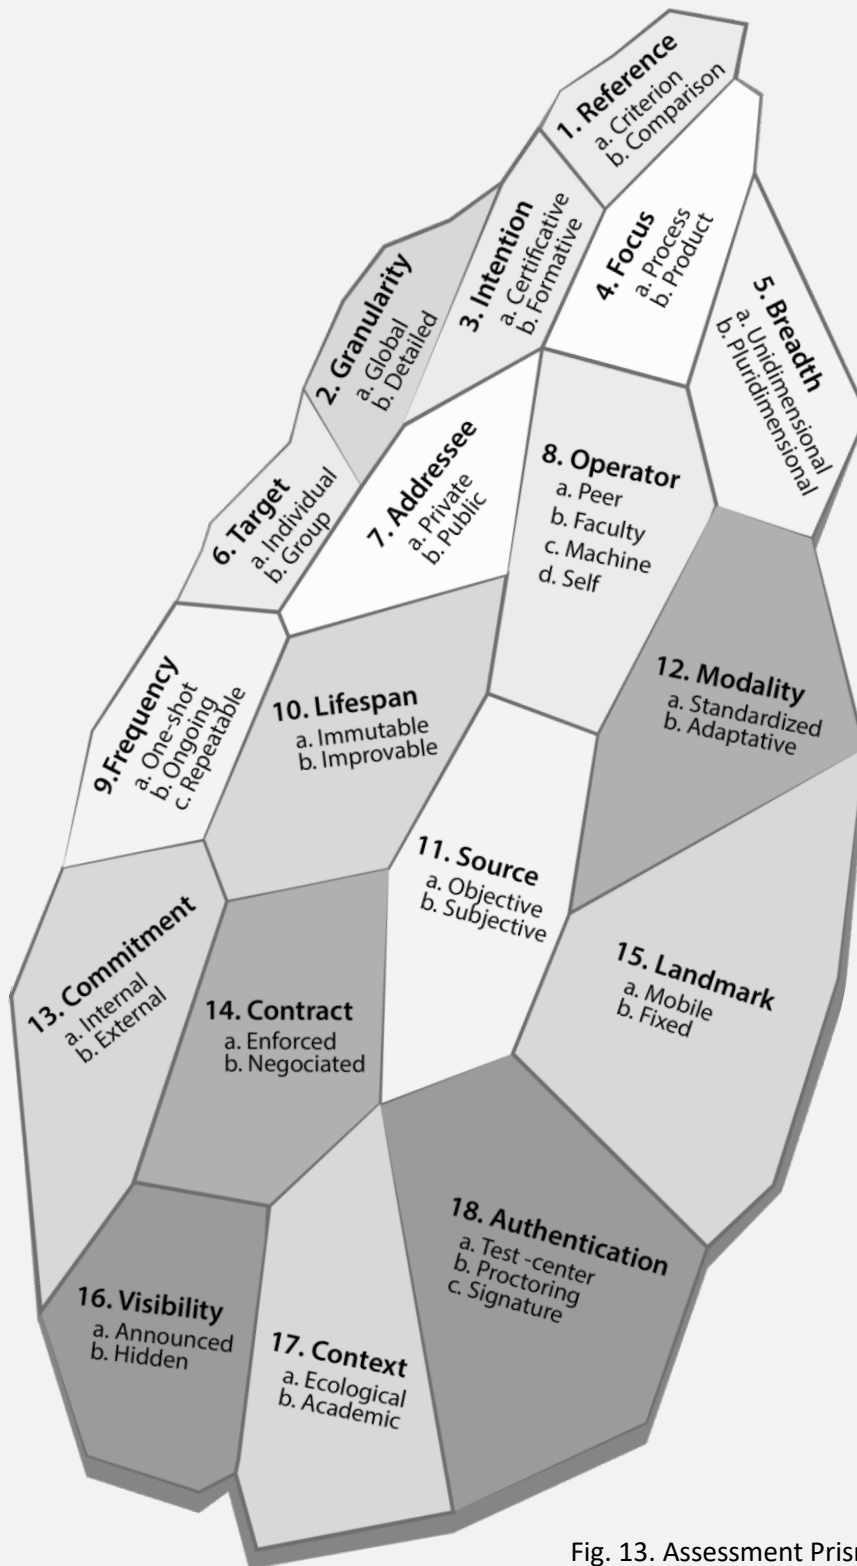 1. Reference
a. Criterion
b. Comparison
2. Granularity
a. Global
b. Detailed
3. Intention
a. Certificative
b. Formative
4. Focus
a. Process
b. Product
5. Breadth
a. Unidimensional
b. Pluridimensional
6. Target
a. Individual
b. Group
7. Addressee
a. Private
b. Public
8. Operator
a. Peer
b. Faculty
c. Machine
d. Self
9.Frequency
a. One-shot
b. Ongoing
c. Repeatable
10. Lifespan
a. Immutable
b. Improvable
11. Source
a. Objective
b. Subjective
12. Modality
a. Standardized
b. Adaptative
13. Commitment
a. Internal
b. External
14. Contract
a. Enforced
b. Negociated
15. Landmark
a. Mobile
b. Fixed
16. Visibility
a. Announced
b. Hidden
17. Context
a. Ecological
b. Academic
18. Authentication
a. Test -center
b. Proctoring
c. Signature
Fig. 13. Assessment